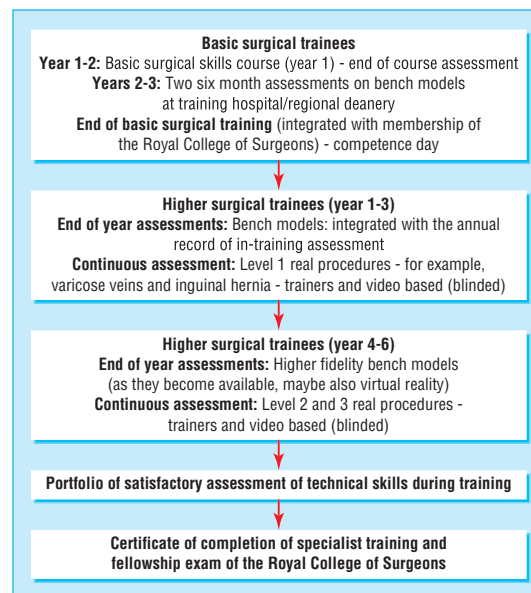 Basic surgical trainees
Year 1-2: Basic surgical skills course (year 1) - end of course assessment
Years 2-3: Two six month assessments on bench models
at training hospital/regional deanery
End of basic surgical training (integrated with membership of
the Royal College of Surgeons) - competence day
Higher surgical trainees (year 1-3)
End of year assessments: Bench models: integrated with the annual
record of in-training assessment
Continuous assessment: Level 1 real procedures - for example,
varicose veins and inguinal hernia - trainers and video based (blinded)
Higher surgical trainees (year 4-6)
End of year assessments: Higher fidelity bench models
(as they become available, maybe also virtual reality)
Continuous assessment: Level 2 and 3 real procedures -
trainers and video based (blinded)
Portfolio of satisfactory assessment of technical skills during training
Certificate of completion of specialist training and
fellowship exam of the Royal College of Surgeons